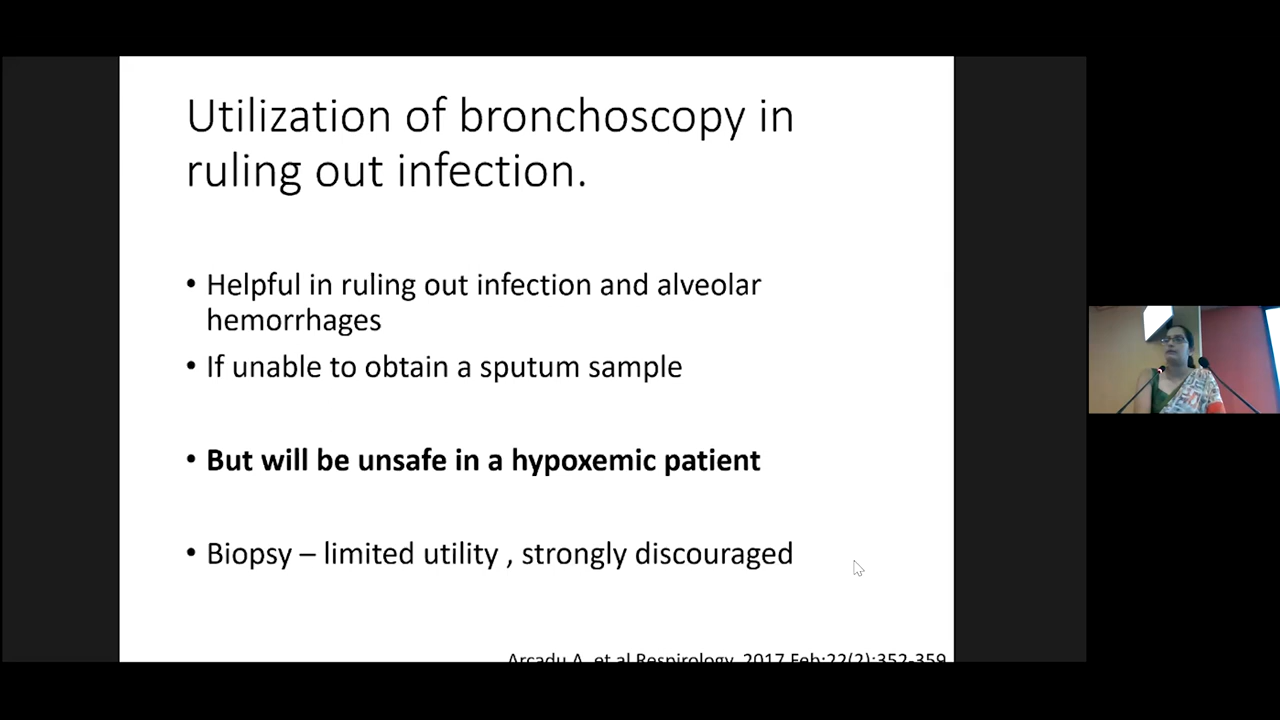 Utilization of bronchoscopy in
ruling out infection.
• Helpful in ruling out infection and alveolar
hemorrhages
• If unable to obtain a sputum sample
• But will be unsafe in a hypoxemic patient
• Biopsy – limited utility , strongly discouraged
Arcadu A, et al Respirology. 2017 Feb;22(2):352-359